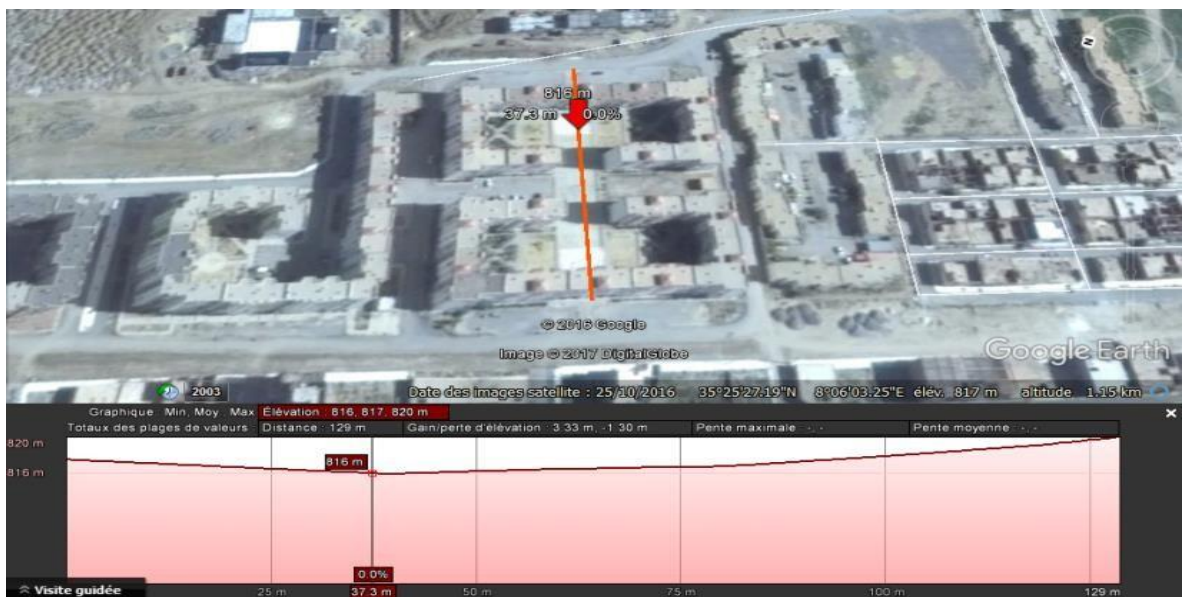 N
816 m
37.3 m 0.0%
© 2016 Google
Image © 2017 DigitalGlobe
Google Earth
2003
Date des images satellite : 25/10/2016 35°25'27.19"N 8°06'03.25"E élév. 817 m altitude 1.15 km
Graphique : Min, Moy, Max Élévation : 816, 817, 820 m
Totaux des plages de valeurs Distance : 129 m Gain/perte d'élévation : 3.33 m, -1.30 m Pente maximale : -, - Pente moyenne : -, -
820 m
816 m
816 m
0.0%
25 m 37.3 m 50 m 75 m 100 m 129 m
Visite guidée